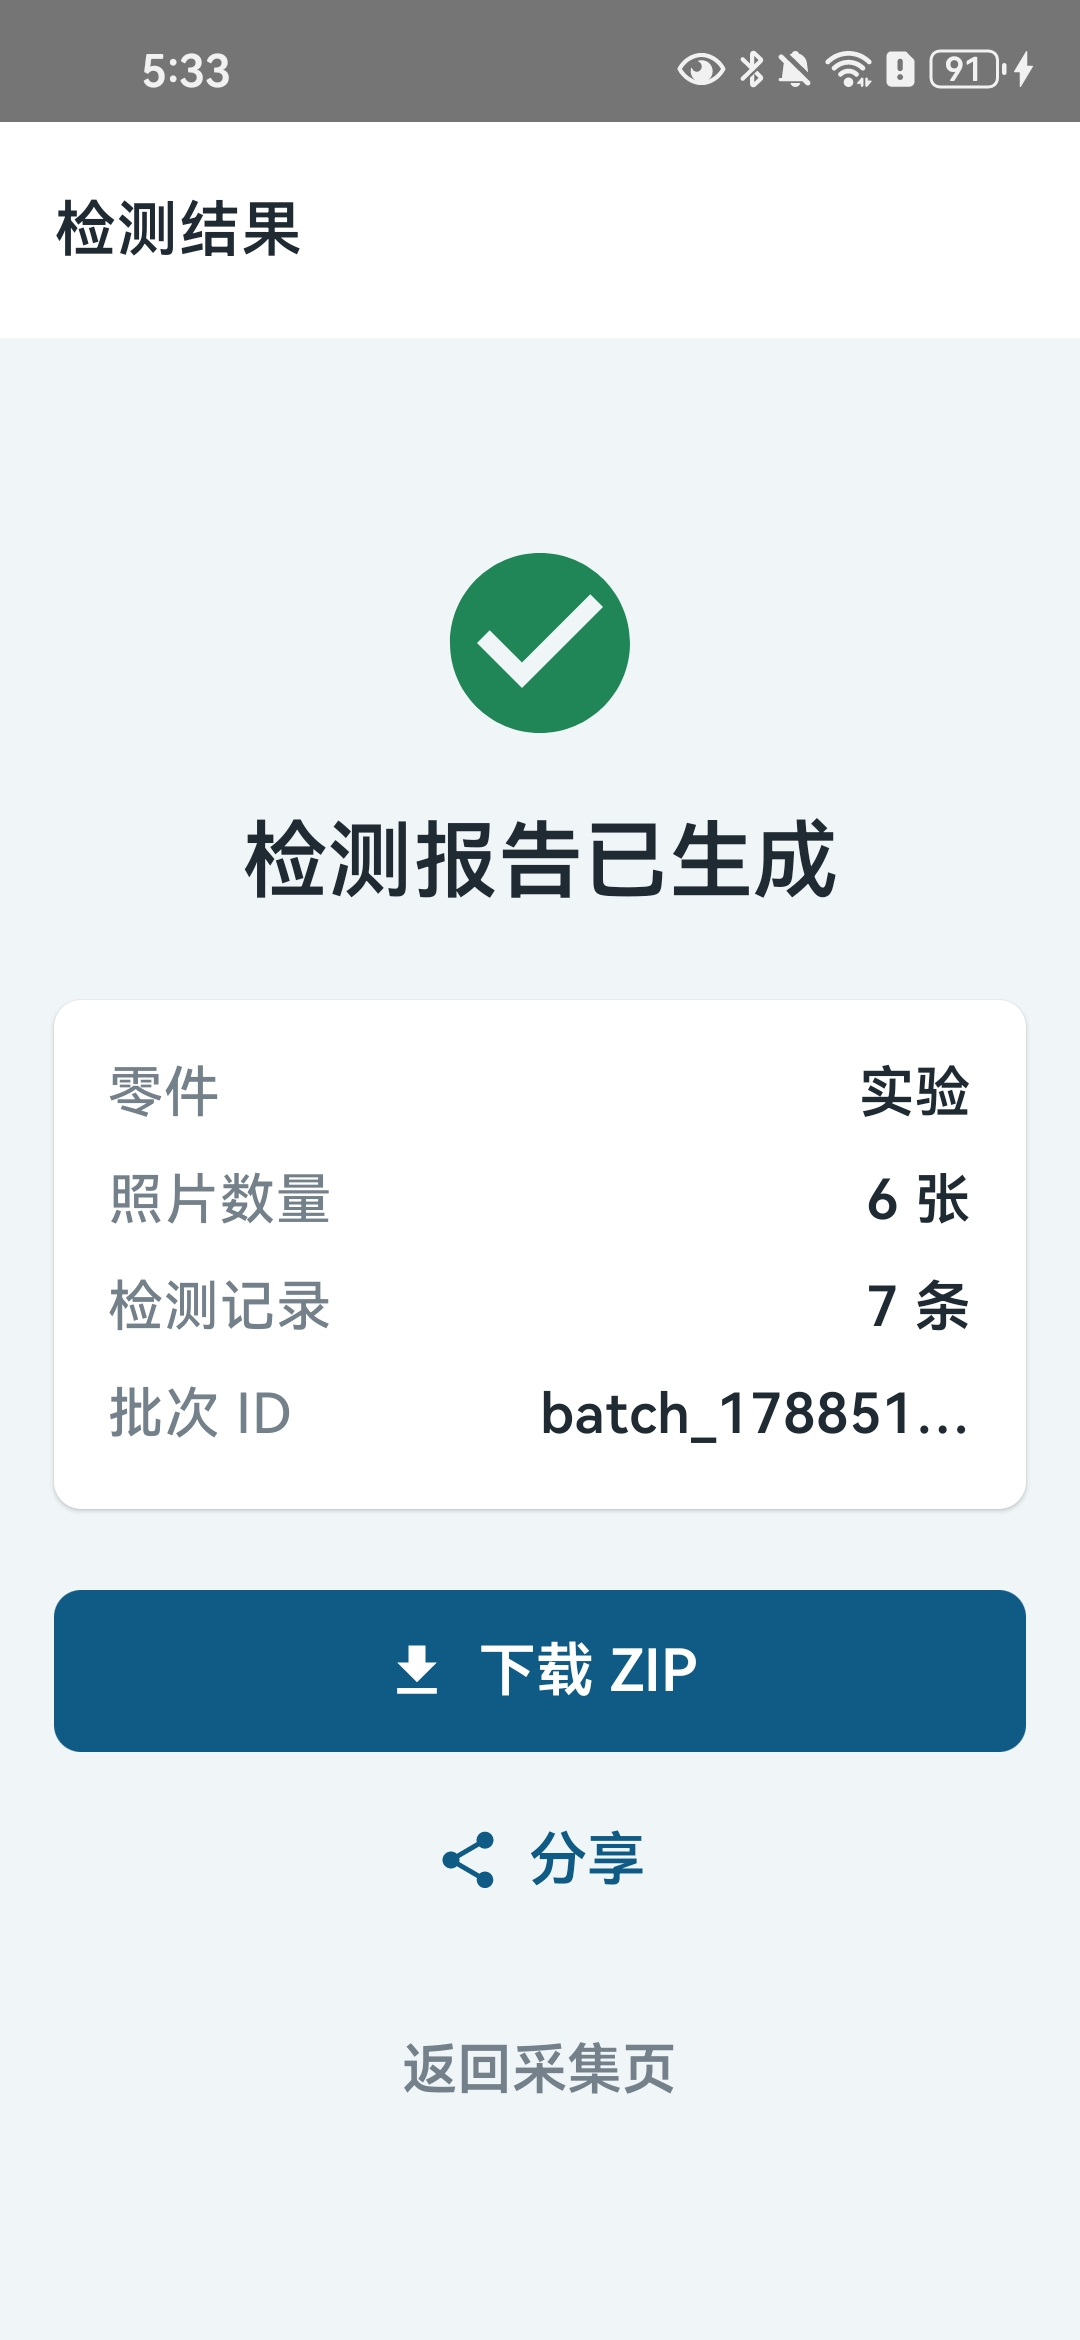 5:33
91
检测结果
检测报告已生成
零件 实验
照片数量 6 张
检测记录 7 条
批次 ID batch_178851...
下载 ZIP
分享
返回采集页